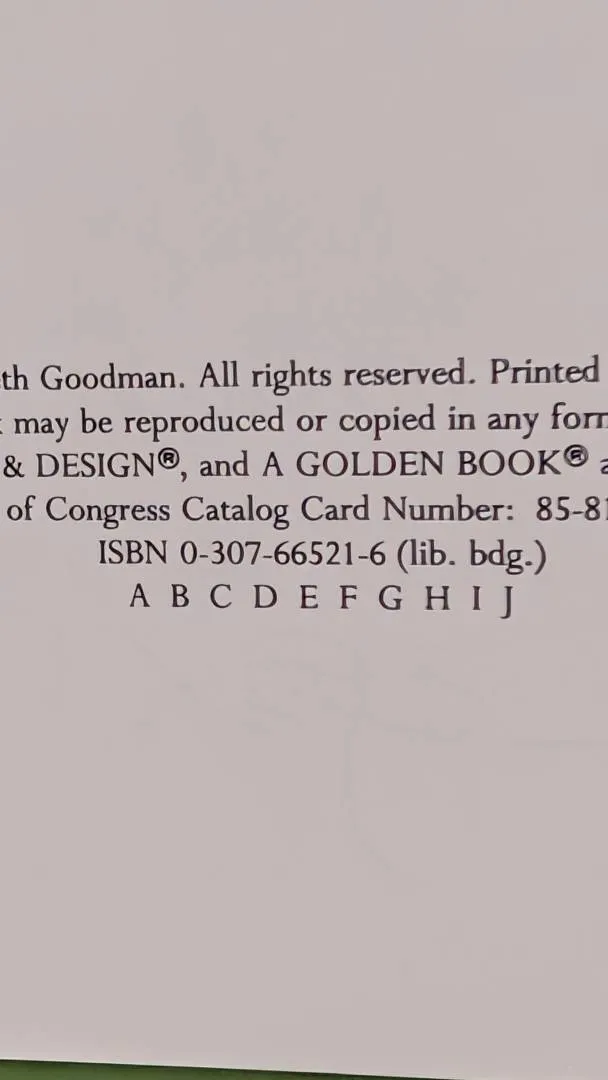 th Goodman. All rights reserved. Printed
may be reproduced or copied in any form
& DESIGN®, and A GOLDEN BOOK® a
of Congress Catalog Card Number: 85-81
ISBN 0-307-66521-6 (lib. bdg.)
A B C D E F G H I J